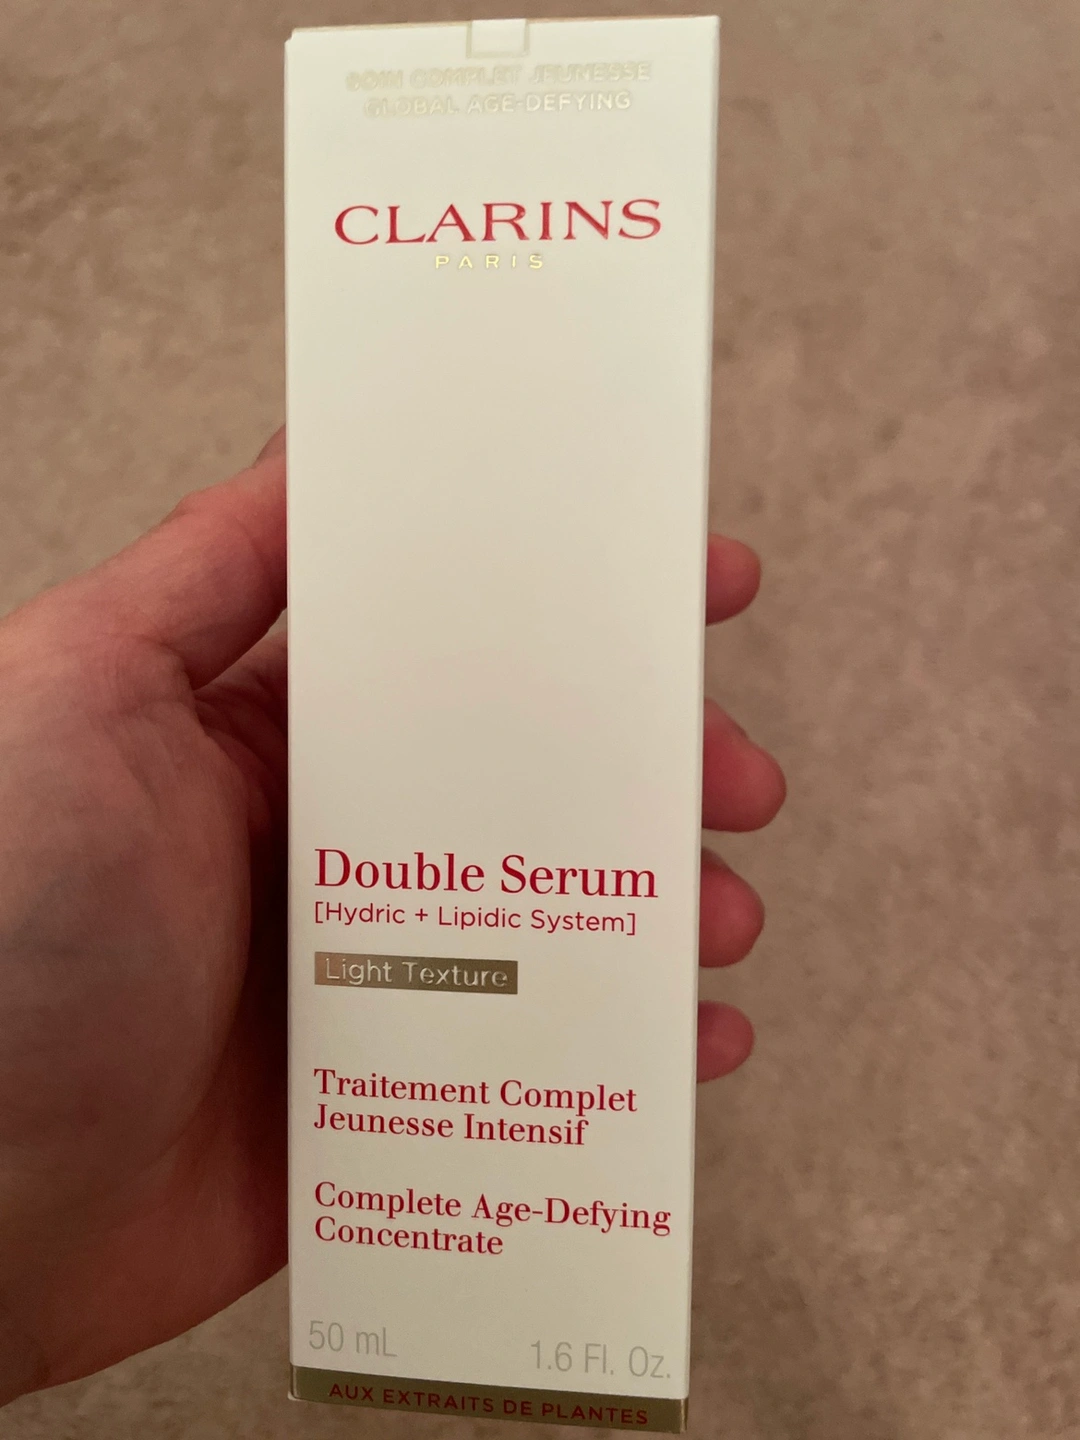 SOIN COMPLET JEUNESSE
GLOBAL AGE-DEFYING
CLARINS
PARIS
Double Serum
[Hydric + Lipidic System]
Light Texture
Traitement Complet
Jeunesse Intensif
Complete Age-Defying
Concentrate
50 mL
1.6 Fl. Oz.
AUX EXTRAITS DE PLANTES